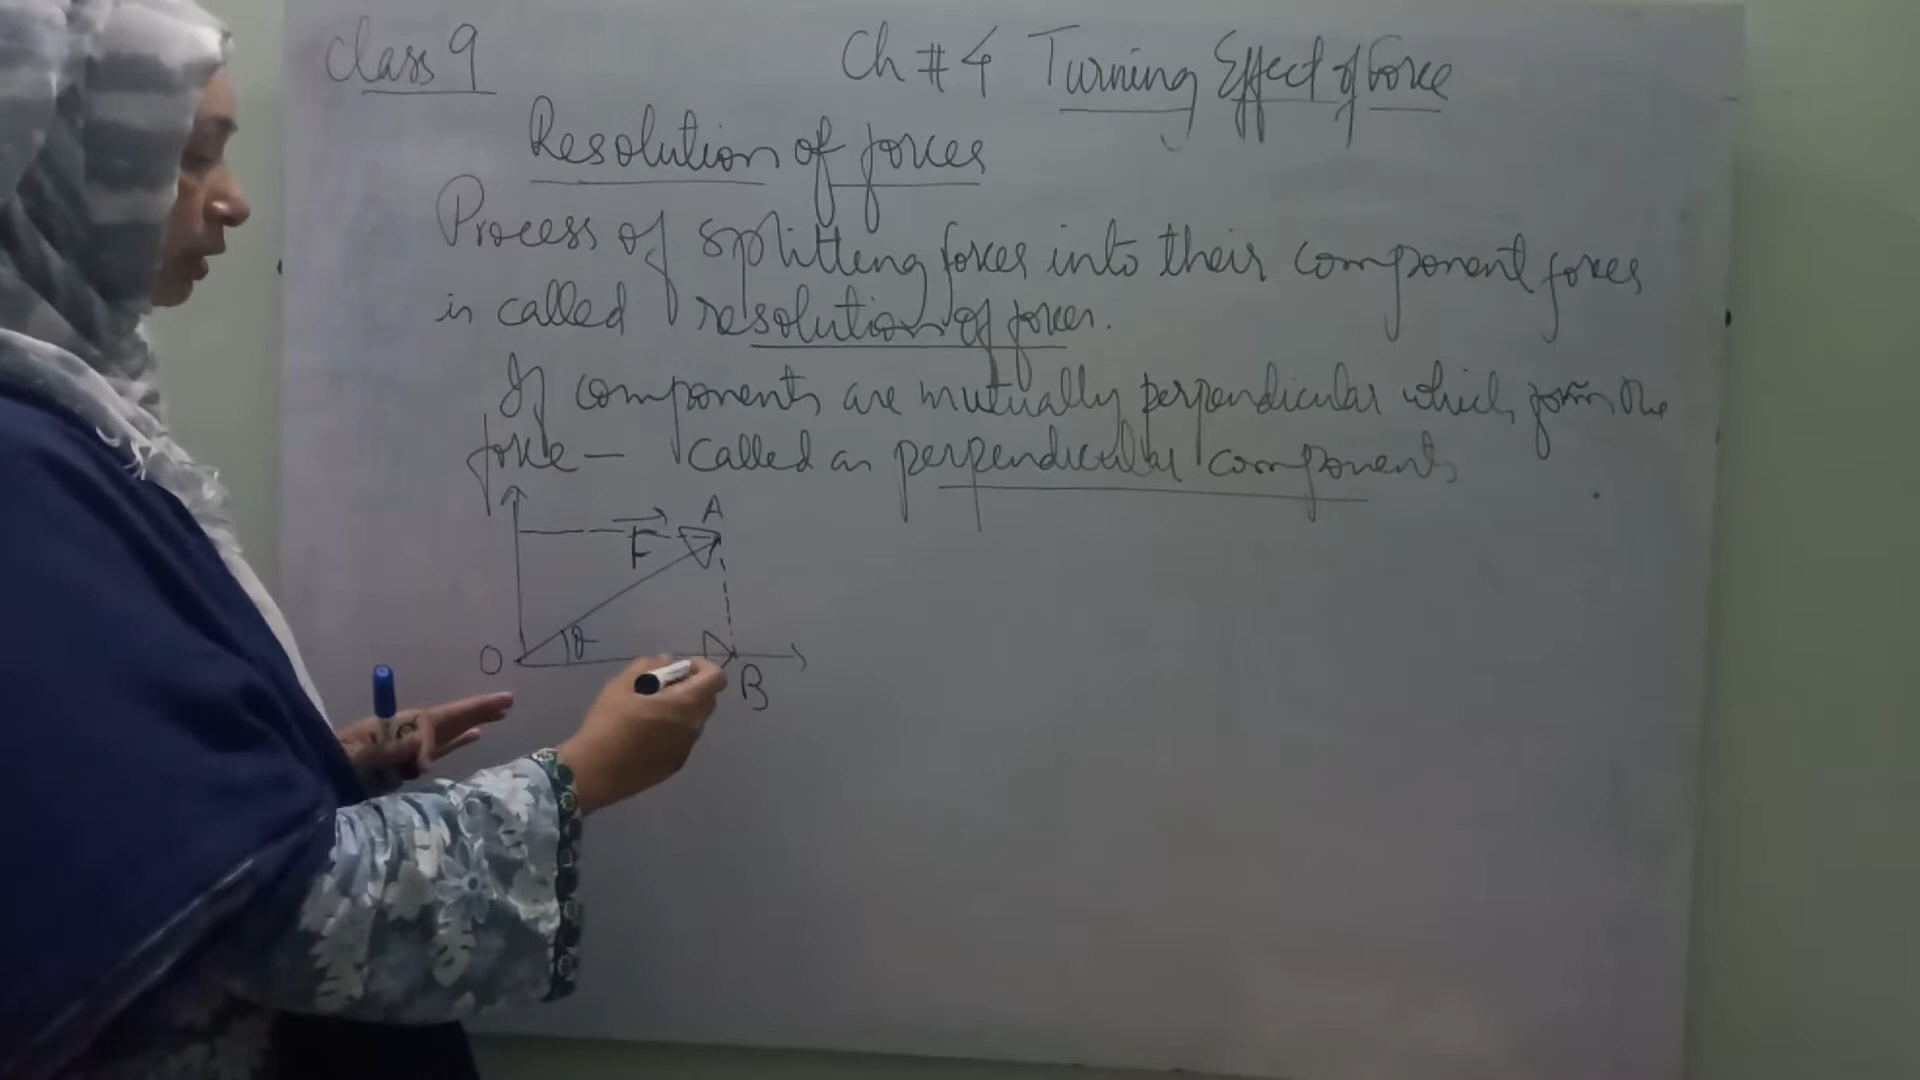 Class 9
Ch # 4 Turning Effect of Force
Resolution of forces
Process of splitting forces into their component forces
is called resolution of forces.
If components are mutually perpendicular which form the
force — called as perpendicular components
F
A
θ
O
B